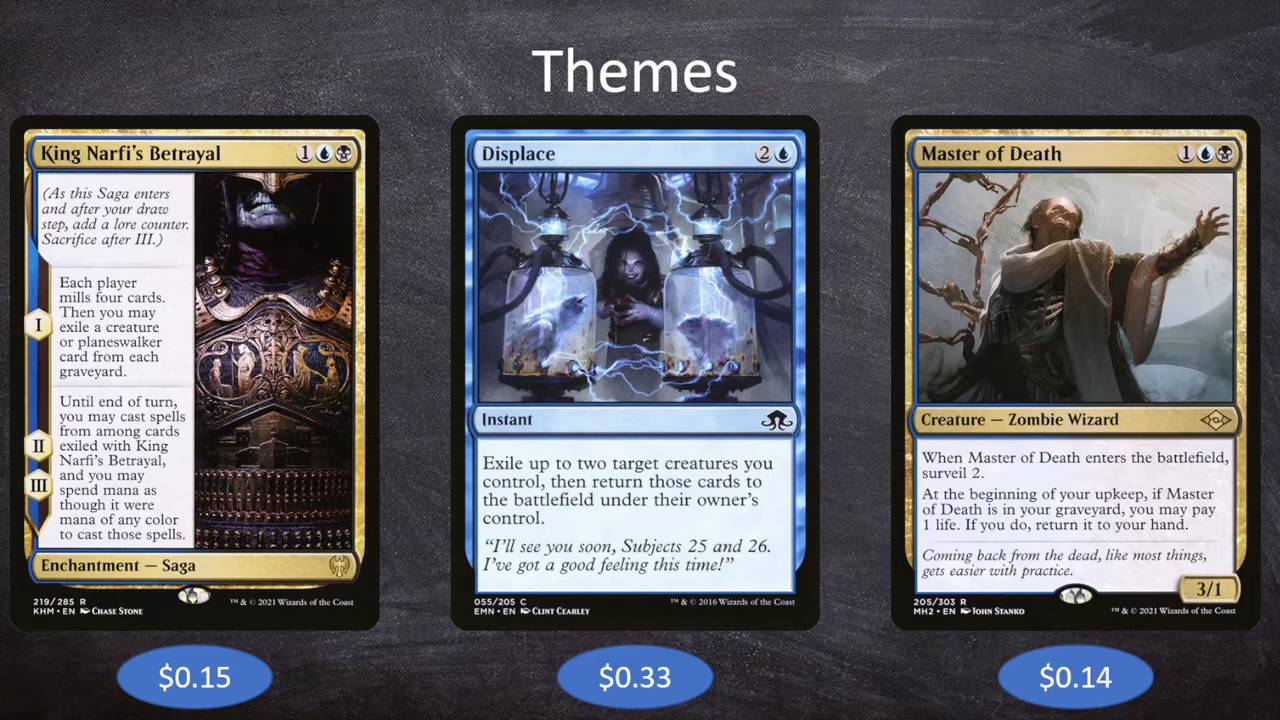 Themes
King Narfi's Betrayal
1
(As this Saga enters
and after your draw
step, add a lore counter.
Sacrifice after III.)
I
Each player
mills four cards.
Then you may
exile a creature
or planeswalker
card from each
graveyard.
II
III
Until end of turn,
you may cast spells
from among cards
exiled with King
Narfi's Betrayal,
and you may
spend mana as
though it were
mana of any color
to cast those spells.
Enchantment — Saga
219/285 R
KHM • EN Chase Stone
™ & © 2021 Wizards of the Coast
$0.15
Displace
2
Instant
Exile up to two target creatures you
control, then return those cards to
the battlefield under their owner's
control.
"I'll see you soon, Subjects 25 and 26.
I've got a good feeling this time!"
055/205 C
EMN • EN Clint Cearley
™ & © 2016 Wizards of the Coast
$0.33
Master of Death
1
Creature — Zombie Wizard
When Master of Death enters the battlefield,
surveil 2.
At the beginning of your upkeep, if Master
of Death is in your graveyard, you may pay
1 life. If you do, return it to your hand.
Coming back from the dead, like most things,
gets easier with practice.
3/1
205/303 R
MH2 • EN John Stanko
™ & © 2021 Wizards of the Coast
$0.14